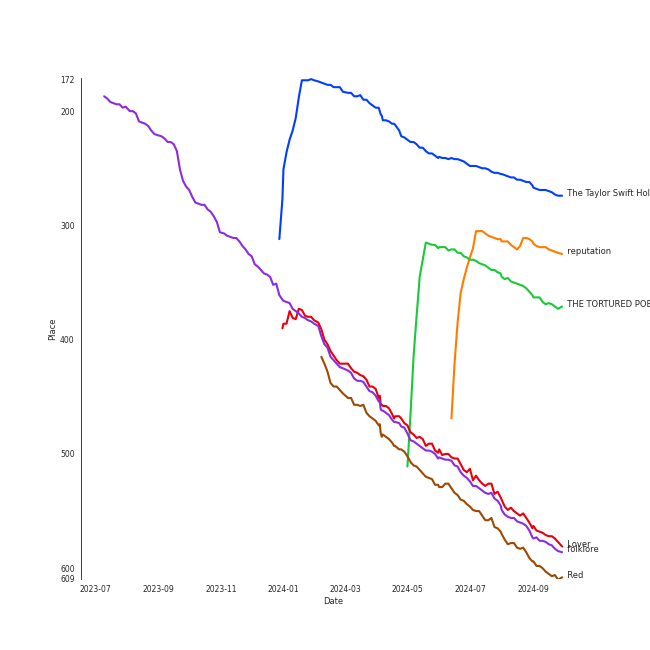 172
200
The Taylor Swift Hol
300
reputation
THE TORTURED POE
Place
400
500
Lover
folklore
600
609
Red
2023-07 2023-09 2023-11 2024-01 2024-03 2024-05 2024-07 2024-09
Date